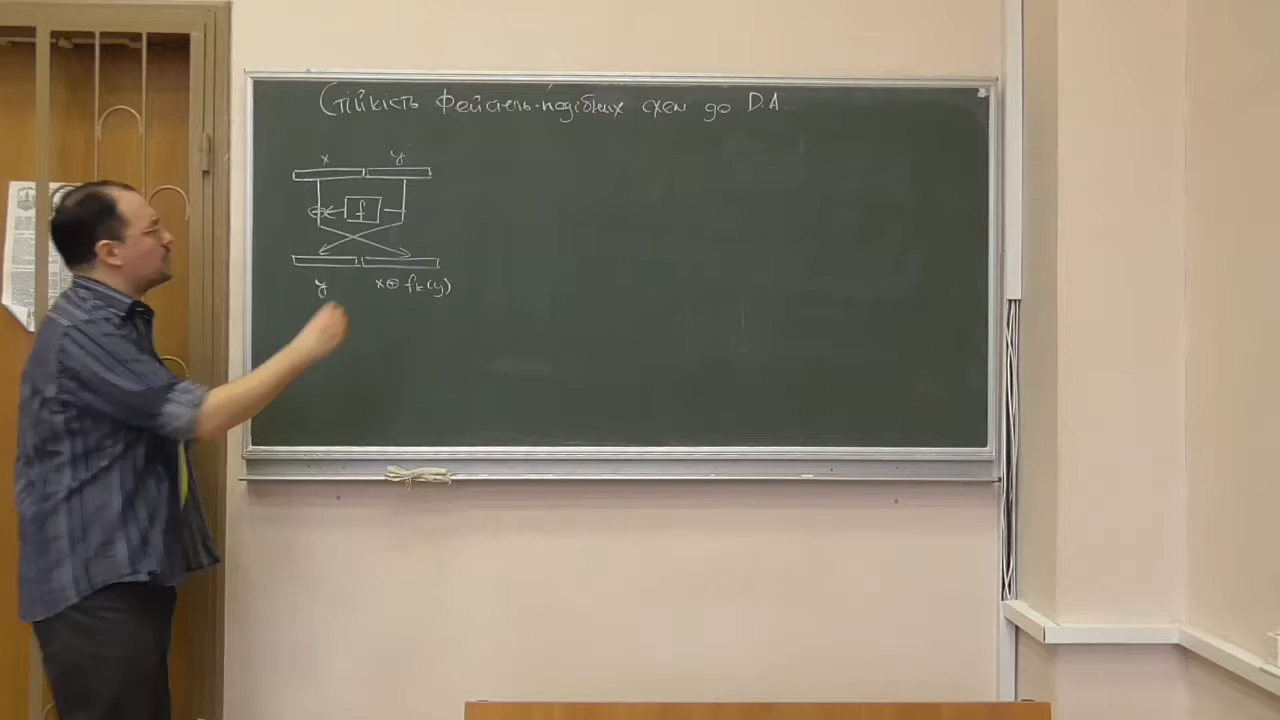 Стійкість Фейстель-подібних схем до D.A.
x y
f
y x⊕ fₖ(y)